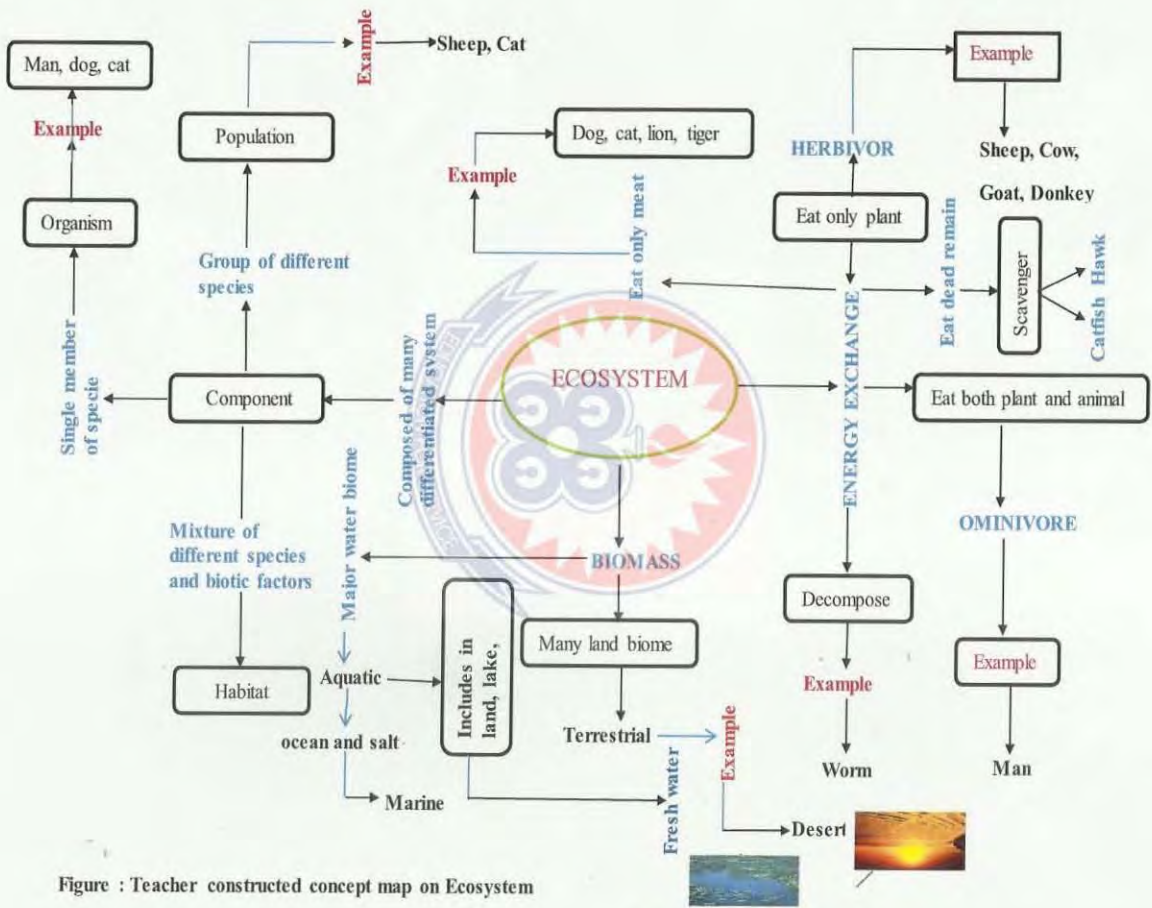 Man, dog, cat
Example
Organism
Single member
of specie
Population
Example
Sheep, Cat
Group of different
species
Component
Mixture of
different species
and biotic factors
Habitat
Composed of many
differentiated system
ECOSYSTEM
Dog, cat, lion, tiger
Example
Eat only meat
HERBIVOR
Example
Sheep, Cow,
Goat, Donkey
Eat only plant
ENERGY EXCHANGE
Eat dead remain
Scavenger
Hawk
Catfish
Eat both plant and animal
OMINIVORE
Example
Man
Decompose
Example
Worm
BIOMASS
Major water biome
Aquatic
ocean and salt
Marine
Includes in
land, lake,
Fresh water
Many land biome
Terrestrial
Example
Desert
Figure : Teacher constructed concept map on Ecosystem